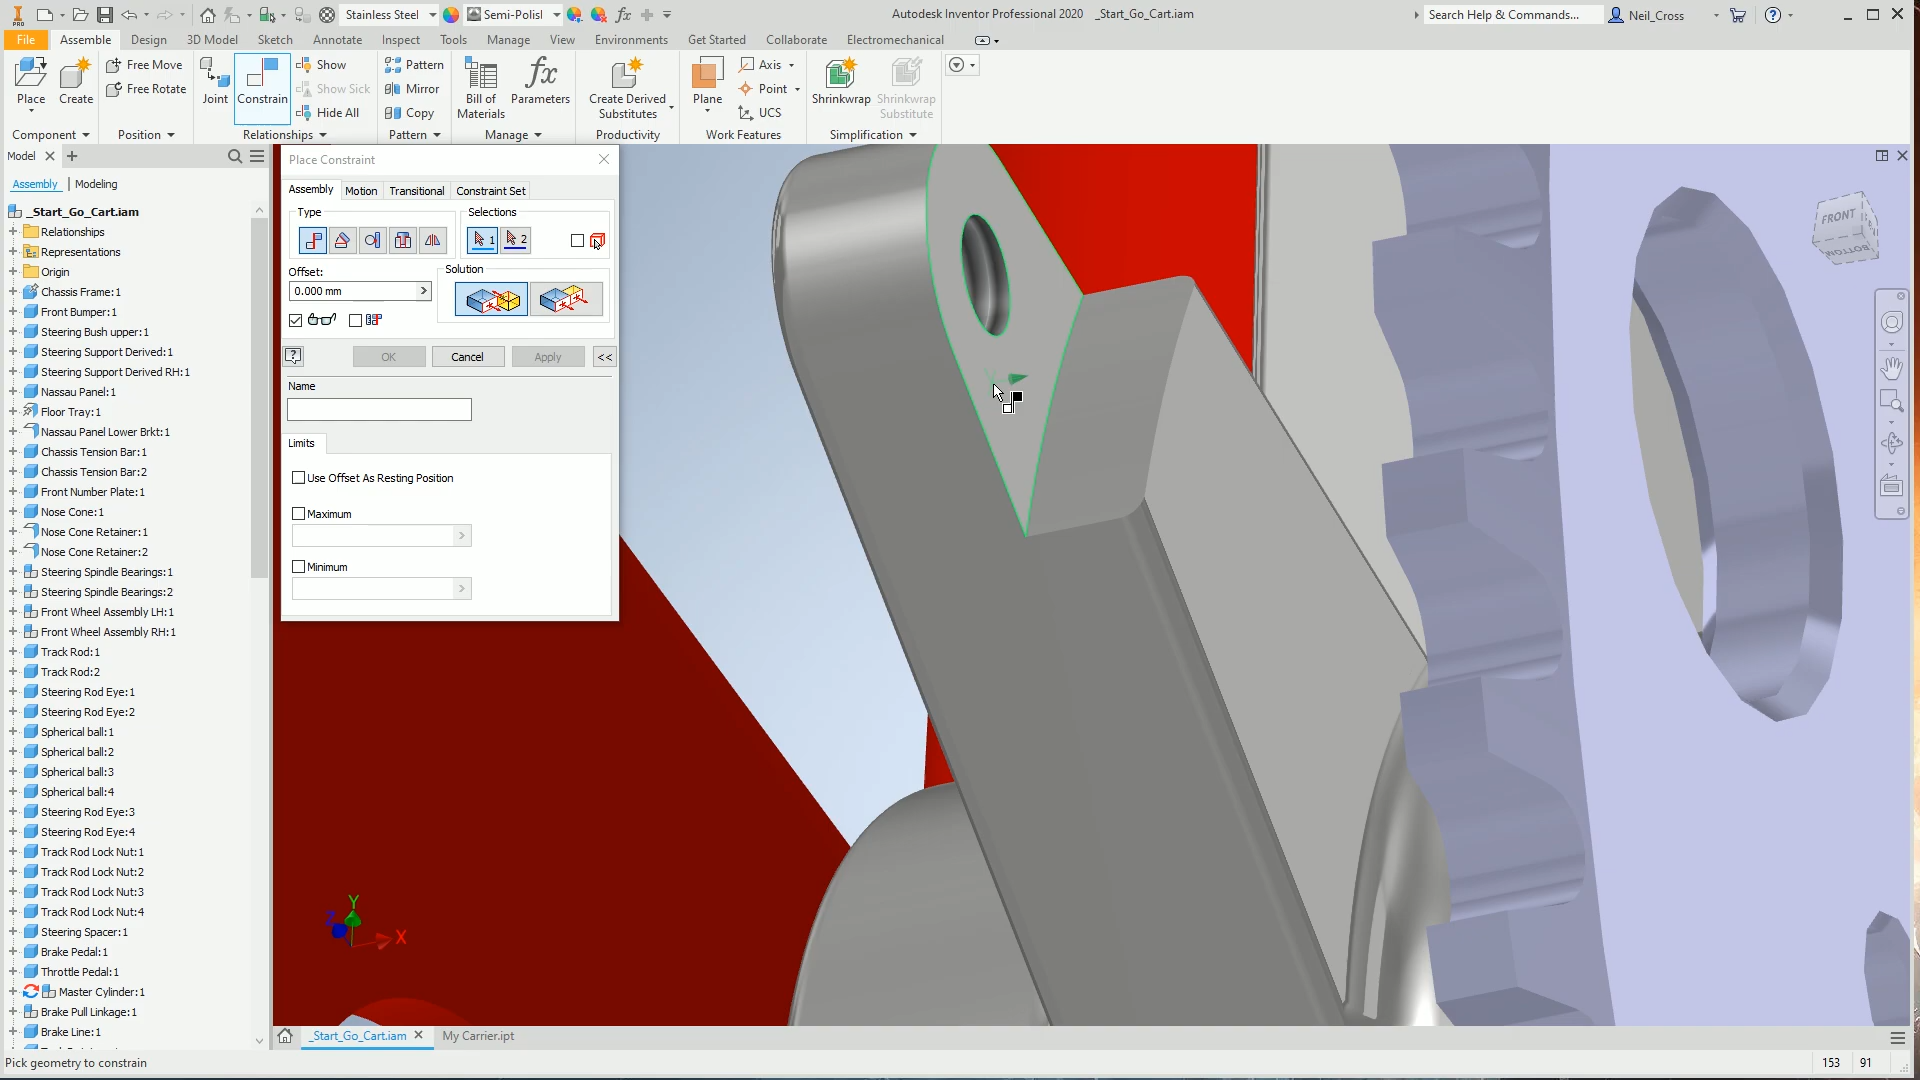 PRO
Stainless Steel
Semi-Polisl
fx
Autodesk Inventor Professional 2020 _Start_Go_Cart.iam
Search Help & Commands...
Neil_Cross
File Assemble Design 3D Model Sketch Annotate Inspect Tools Manage View Environments Get Started Collaborate Electromechanical
Place
Create
Free Move
Free Rotate
Joint
Constrain
Show
Show Sick
Hide All
Pattern
Mirror
Copy
Bill of
Materials
fx
Parameters
Create Derived
Substitutes
Plane
Axis
Point
UCS
Shrinkwrap
Shrinkwrap
Substitute
Component Position Relationships Pattern Manage Productivity Work Features Simplification
Model
Assembly | Modeling
_Start_Go_Cart.iam
Relationships
Representations
Origin
Chassis Frame:1
Front Bumper:1
Steering Bush upper:1
Steering Support Derived:1
Steering Support Derived RH:1
Nassau Panel:1
Floor Tray:1
Nassau Panel Lower Brkt:1
Chassis Tension Bar:1
Chassis Tension Bar:2
Front Number Plate:1
Nose Cone:1
Nose Cone Retainer:1
Nose Cone Retainer:2
Steering Spindle Bearings:1
Steering Spindle Bearings:2
Front Wheel Assembly LH:1
Front Wheel Assembly RH:1
Track Rod:1
Track Rod:2
Steering Rod Eye:1
Steering Rod Eye:2
Spherical ball:1
Spherical ball:2
Spherical ball:3
Spherical ball:4
Steering Rod Eye:3
Steering Rod Eye:4
Track Rod Lock Nut:1
Track Rod Lock Nut:2
Track Rod Lock Nut:3
Track Rod Lock Nut:4
Steering Spacer:1
Brake Pedal:1
Throttle Pedal:1
Master Cylinder:1
Brake Pull Linkage:1
Brake Line:1
Place Constraint
Assembly Motion Transitional Constraint Set
Type
Selections
1
2
Offset:
0.000 mm
Solution
OK
Cancel
Apply
<<
Name
Limits
Use Offset As Resting Position
Maximum
Minimum
FRONT
BOTTOM
Y
Z
X
_Start_Go_Cart.iam
My Carrier.ipt
Pick geometry to constrain
153 91